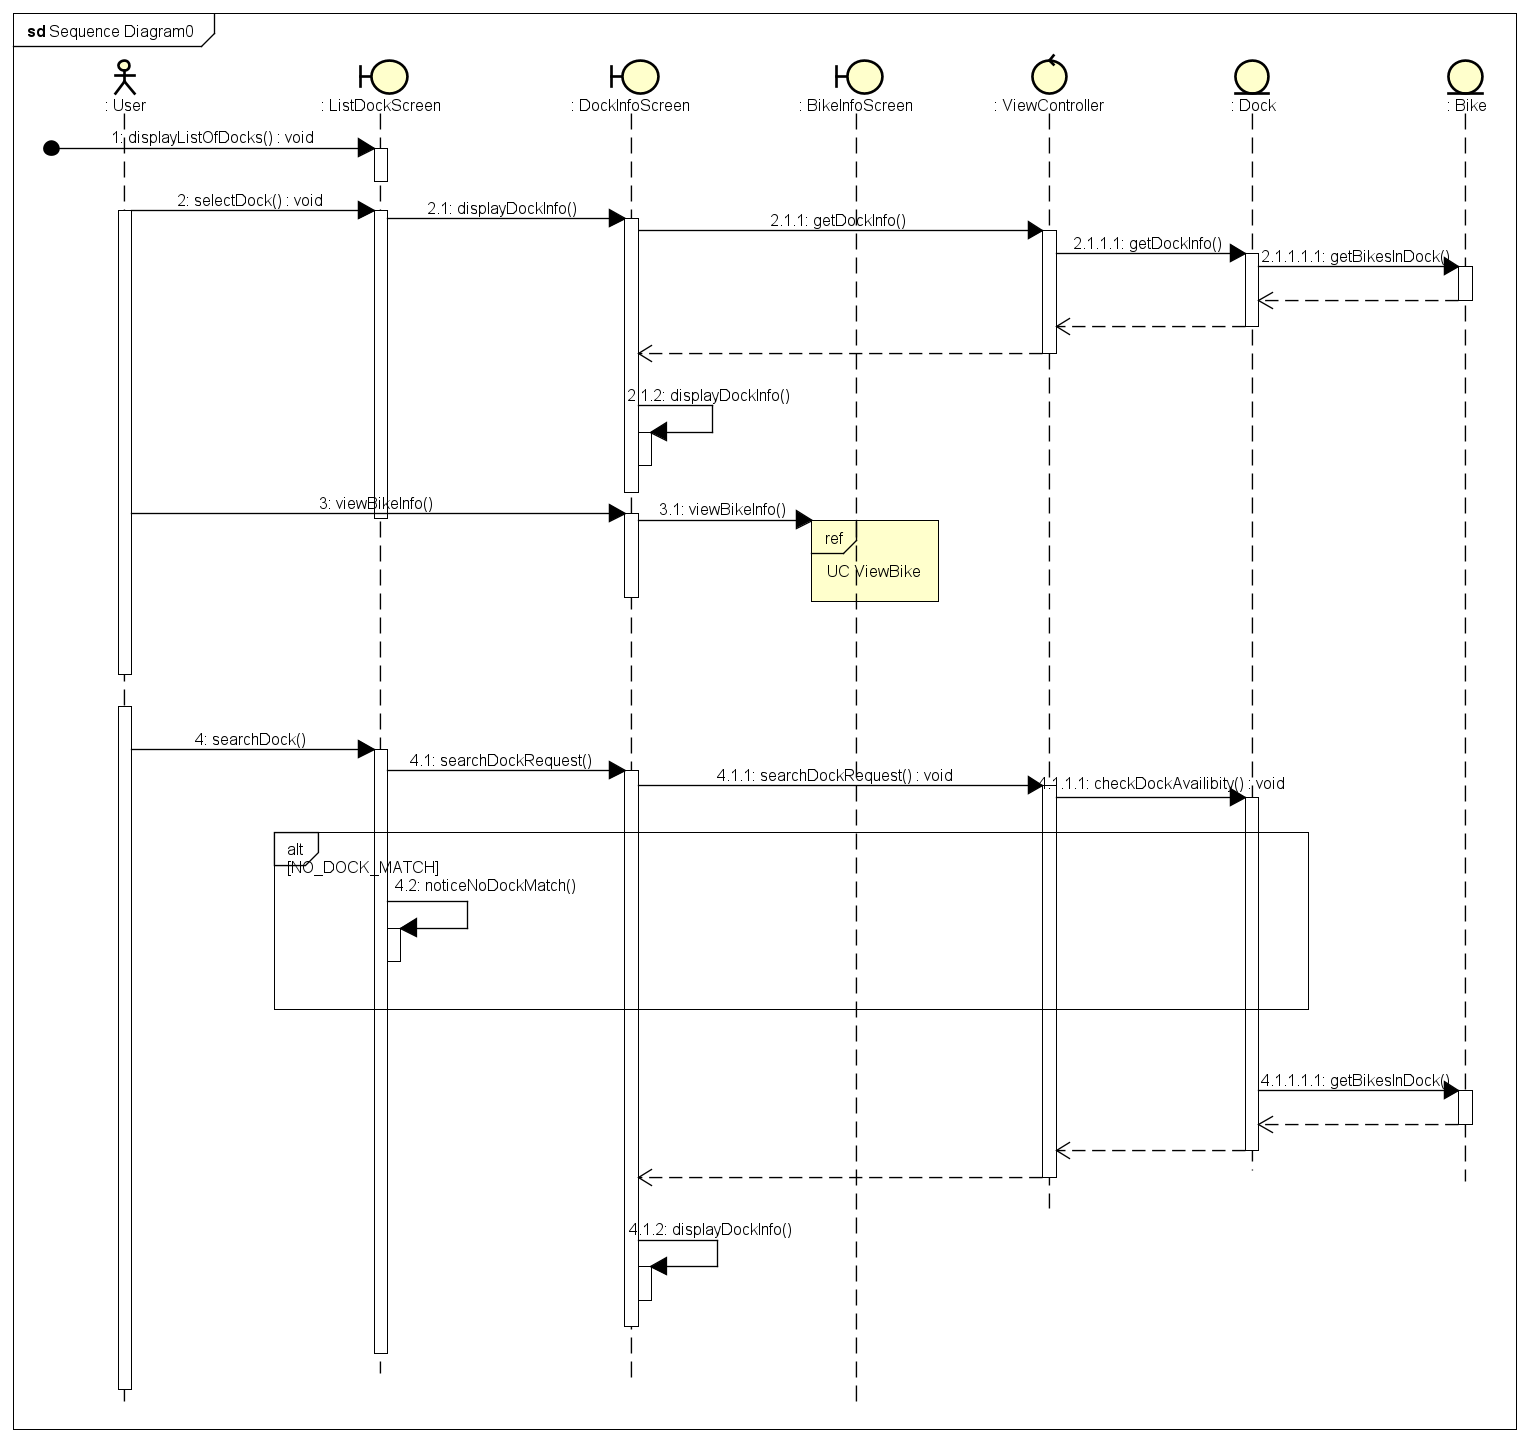 sd Sequence Diagram0
: User
: ListDockScreen
: DockInfoScreen
: BikeInfoScreen
: ViewController
: Dock
: Bike
1: displayListOfDocks() : void
2: selectDock() : void
2.1: displayDockInfo()
2.1.1: getDockInfo()
2.1.1.1: getDockInfo()
2.1.1.1.1: getBikesInDock()
2.1.2: displayDockInfo()
3: viewBikeInfo()
3.1: viewBikeInfo()
ref
UC ViewBike
4: searchDock()
4.1: searchDockRequest()
4.1.1: searchDockRequest() : void
4.1.1.1: checkDockAvailibity() : void
alt
[NO_DOCK_MATCH]
4.2: noticeNoDockMatch()
4.1.1.1.1: getBikesInDock()
4.1.2: displayDockInfo()